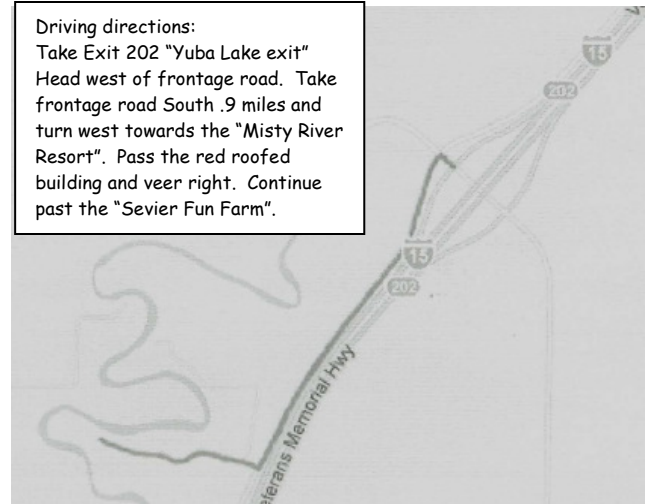 Driving directions:
Take Exit 202 “Yuba Lake exit”
Head west of frontage road.  Take
frontage road South .9 miles and
turn west towards the “Misty River
Resort”.  Pass the red roofed
building and veer right.  Continue
past the “Sevier Fun Farm”.
15
202
15
202
Memorial Hwy